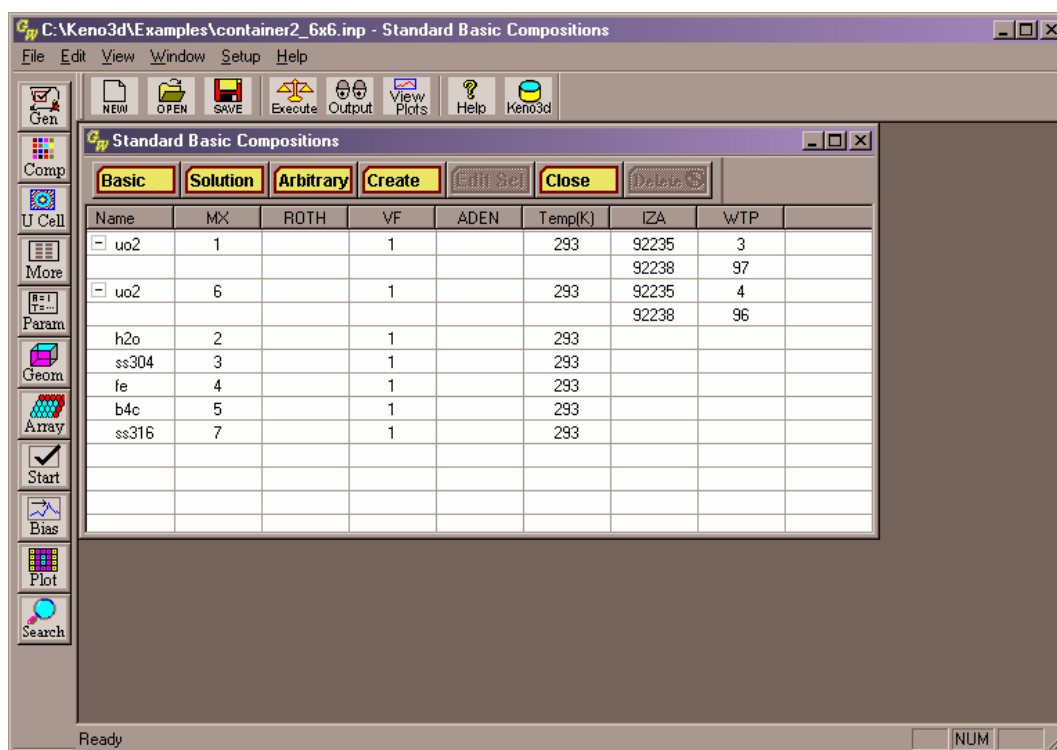 GW C:\Keno3d\Examples\container2_6x6.inp - Standard Basic Compositions
File Edit View Window Setup Help
NEW OPEN SAVE Execute Output View Plots Help Keno3d
Gen
Comp
U Cell
More
R=1
T=...
Param
Geom
Array
Start
Bias
Plot
Search
GW Standard Basic Compositions
Basic Solution Arbitrary Create Edit Sel Close Delete
Name MX ROTH VF ADEN Temp(K) IZA WTP
uo2 1 1 293 92235 3
92238 97
uo2 6 1 293 92235 4
92238 96
h2o 2 1 293
ss304 3 1 293
fe 4 1 293
b4c 5 1 293
ss316 7 1 293
Ready NUM